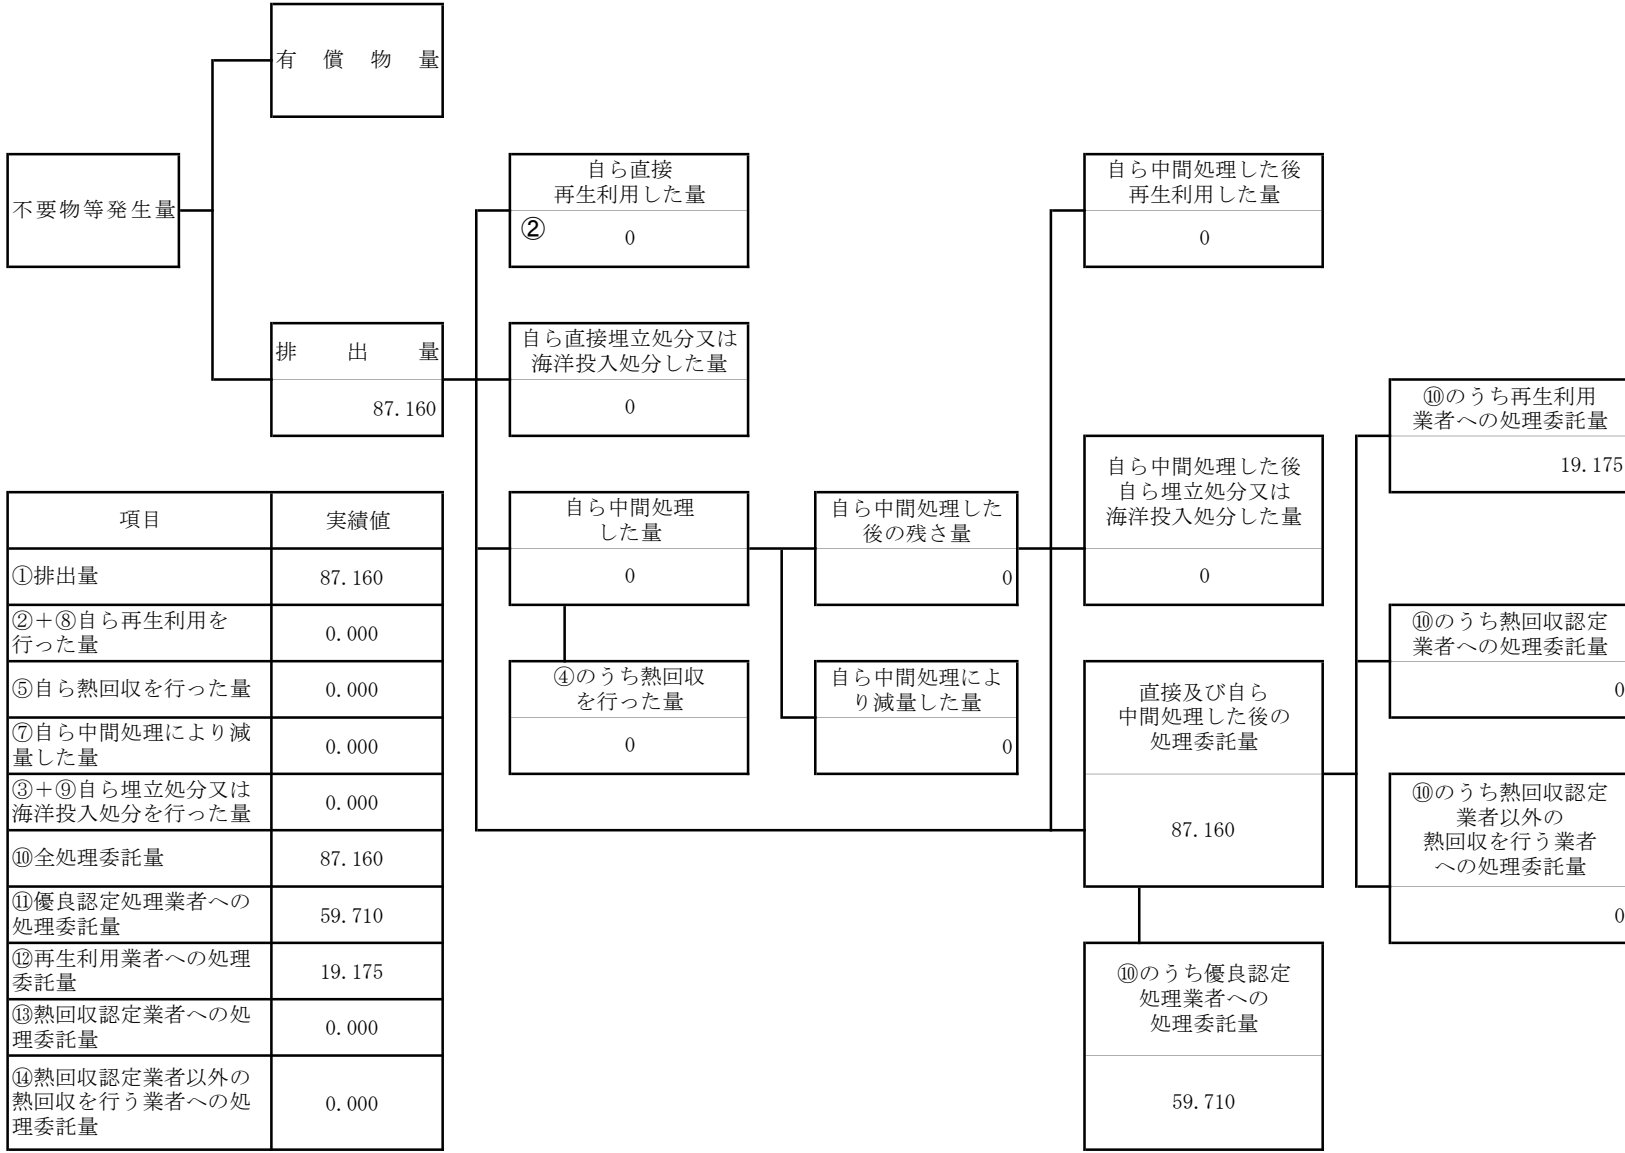 有償物量
不要物等発生量
自ら直接
再生利用した量
②
0
自ら中間処理した後
再生利用した量
0
排出量
87.160
自ら直接埋立処分又は
海洋投入処分した量
0
⑩のうち再生利用
業者への処理委託量
19.175
自ら中間処理
した量
0
自ら中間処理した
後の残さ量
0
自ら中間処理した後
自ら埋立処分又は
海洋投入処分した量
0
⑩のうち熱回収認定
業者への処理委託量
0
④のうち熱回収
を行った量
0
自ら中間処理によ
り減量した量
0
直接及び自ら
中間処理した後の
処理委託量
87.160
⑩のうち熱回収認定
業者以外の
熱回収を行う業者
への処理委託量
0
⑩のうち優良認定
処理業者への
処理委託量
59.710
項目 実績値
①排出量 87.160
②+⑧自ら再生利用を
行った量 0.000
⑤自ら熱回収を行った量 0.000
⑦自ら中間処理により減
量した量 0.000
③+⑨自ら埋立処分又は
海洋投入処分を行った量 0.000
⑩全処理委託量 87.160
⑪優良認定処理業者への
処理委託量 59.710
⑫再生利用業者への処理
委託量 19.175
⑬熱回収認定業者への処
理委託量 0.000
⑭熱回収認定業者以外の
熱回収を行う業者への処
理委託量 0.000